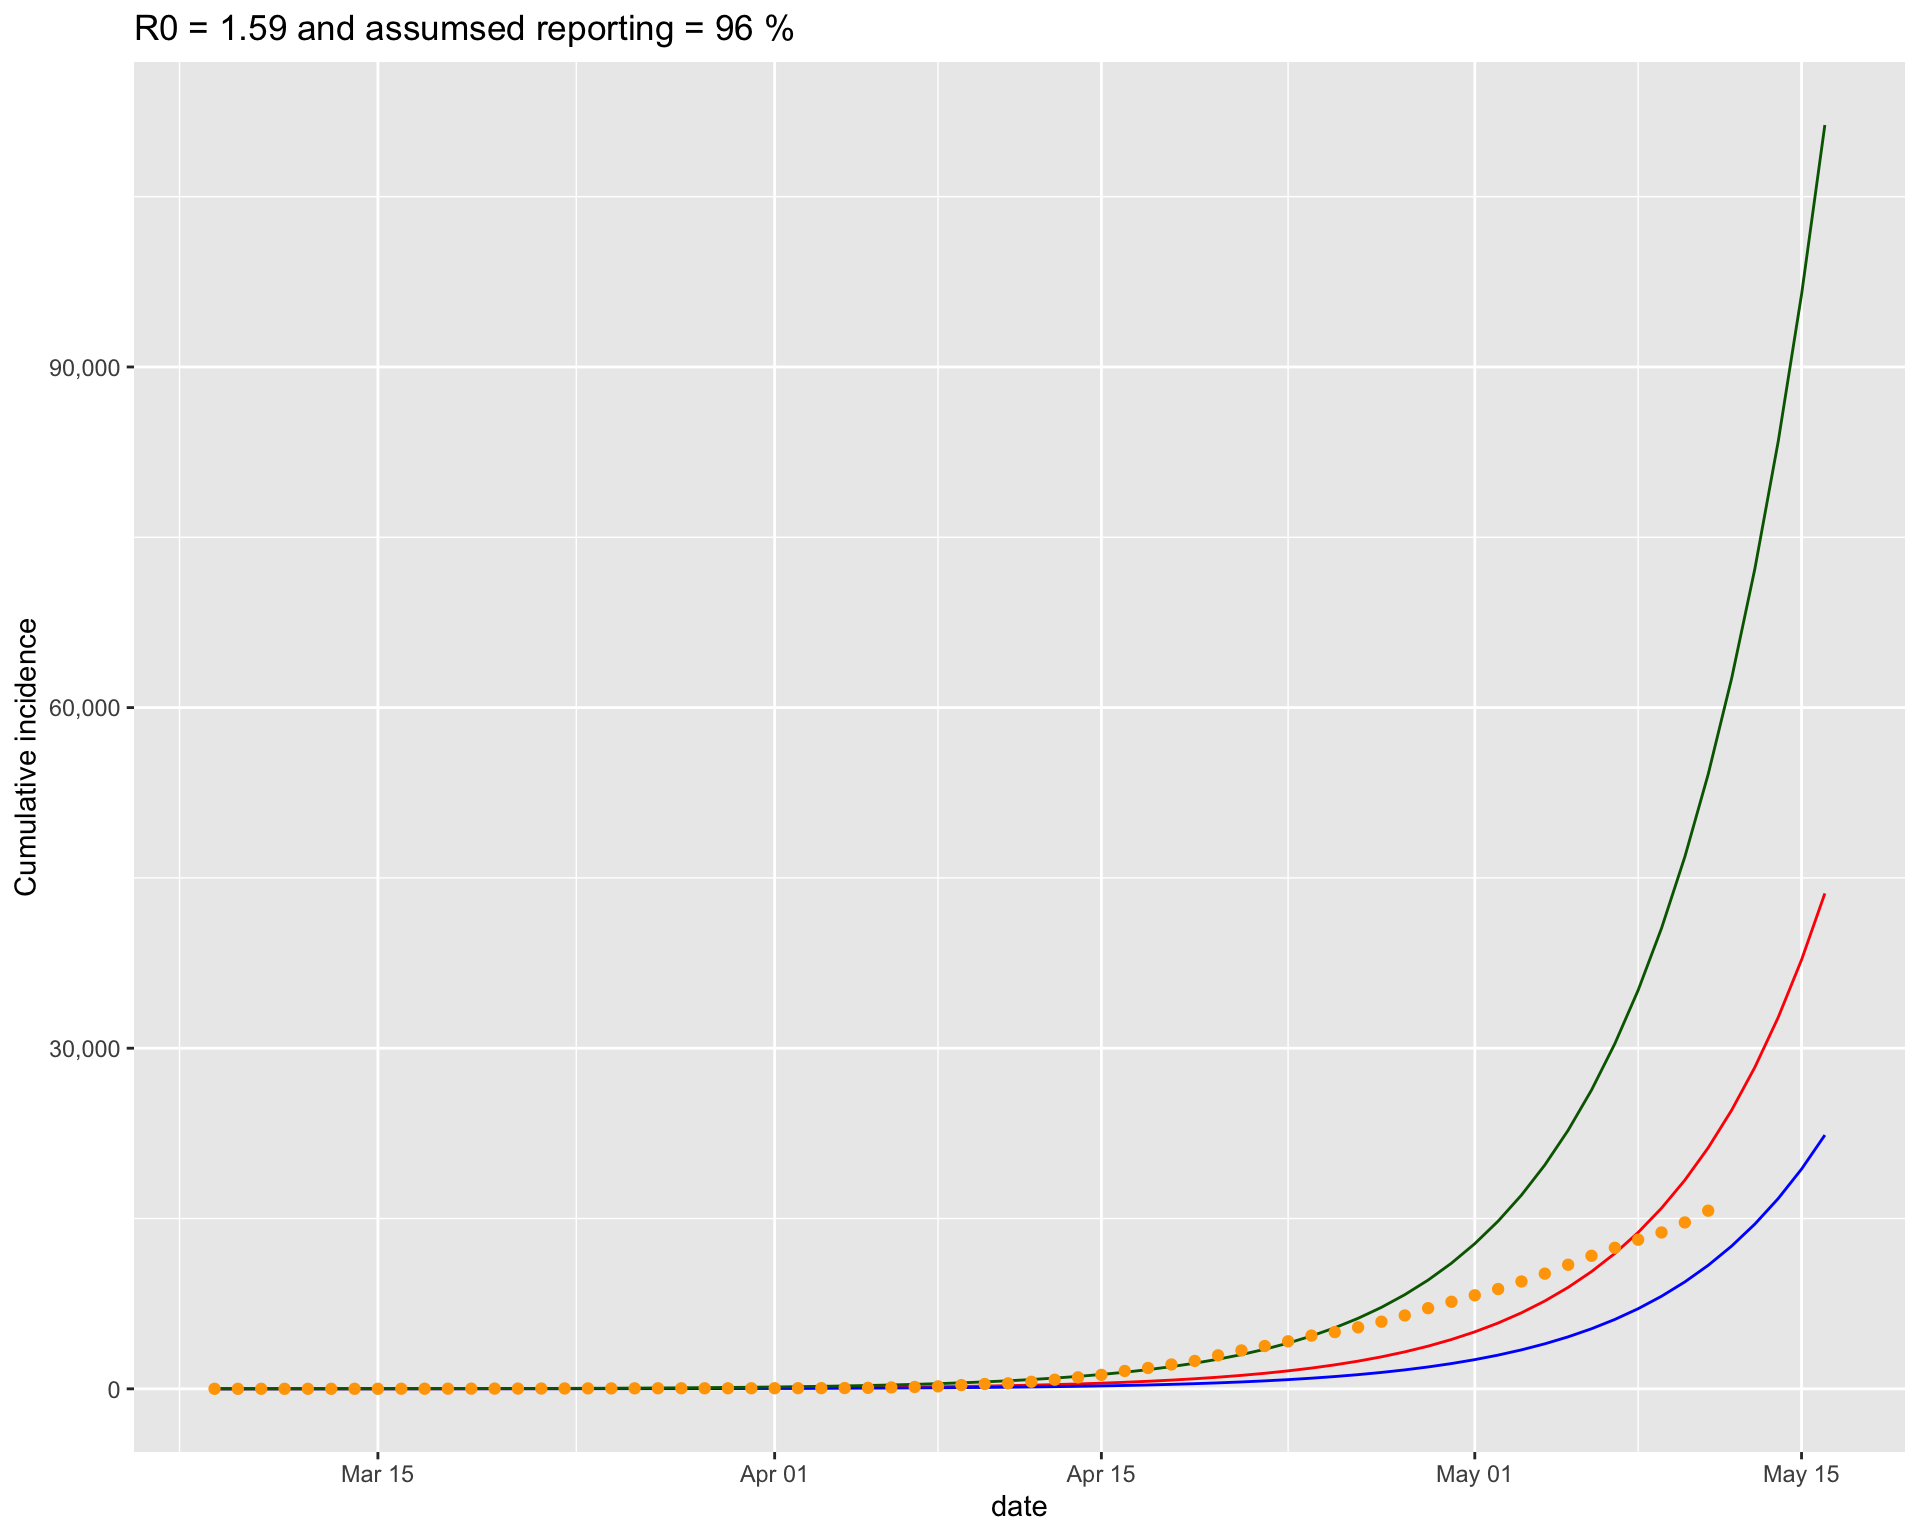 R0 = 1.59 and assumsed reporting = 96 %
Cumulative incidence
90,000
60,000
30,000
0
Mar 15
Apr 01
Apr 15
May 01
May 15
date